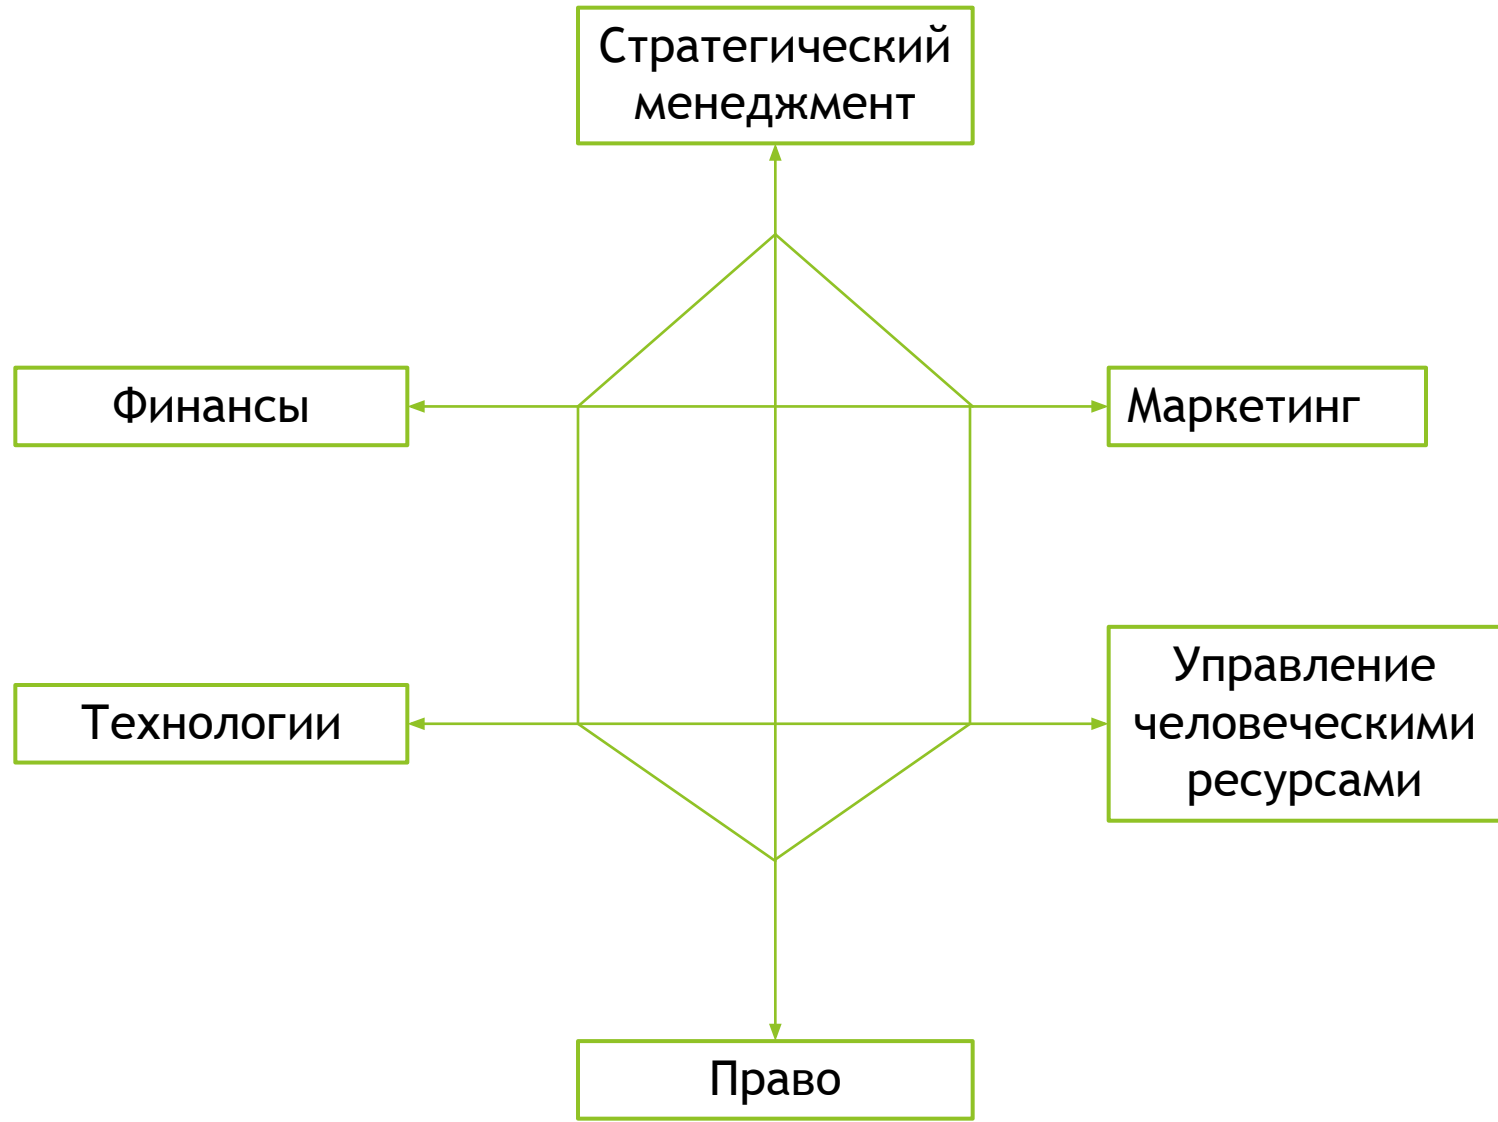 Стратегический
менеджмент
Финансы
Маркетинг
Технологии
Управление
человеческими
ресурсами
Право